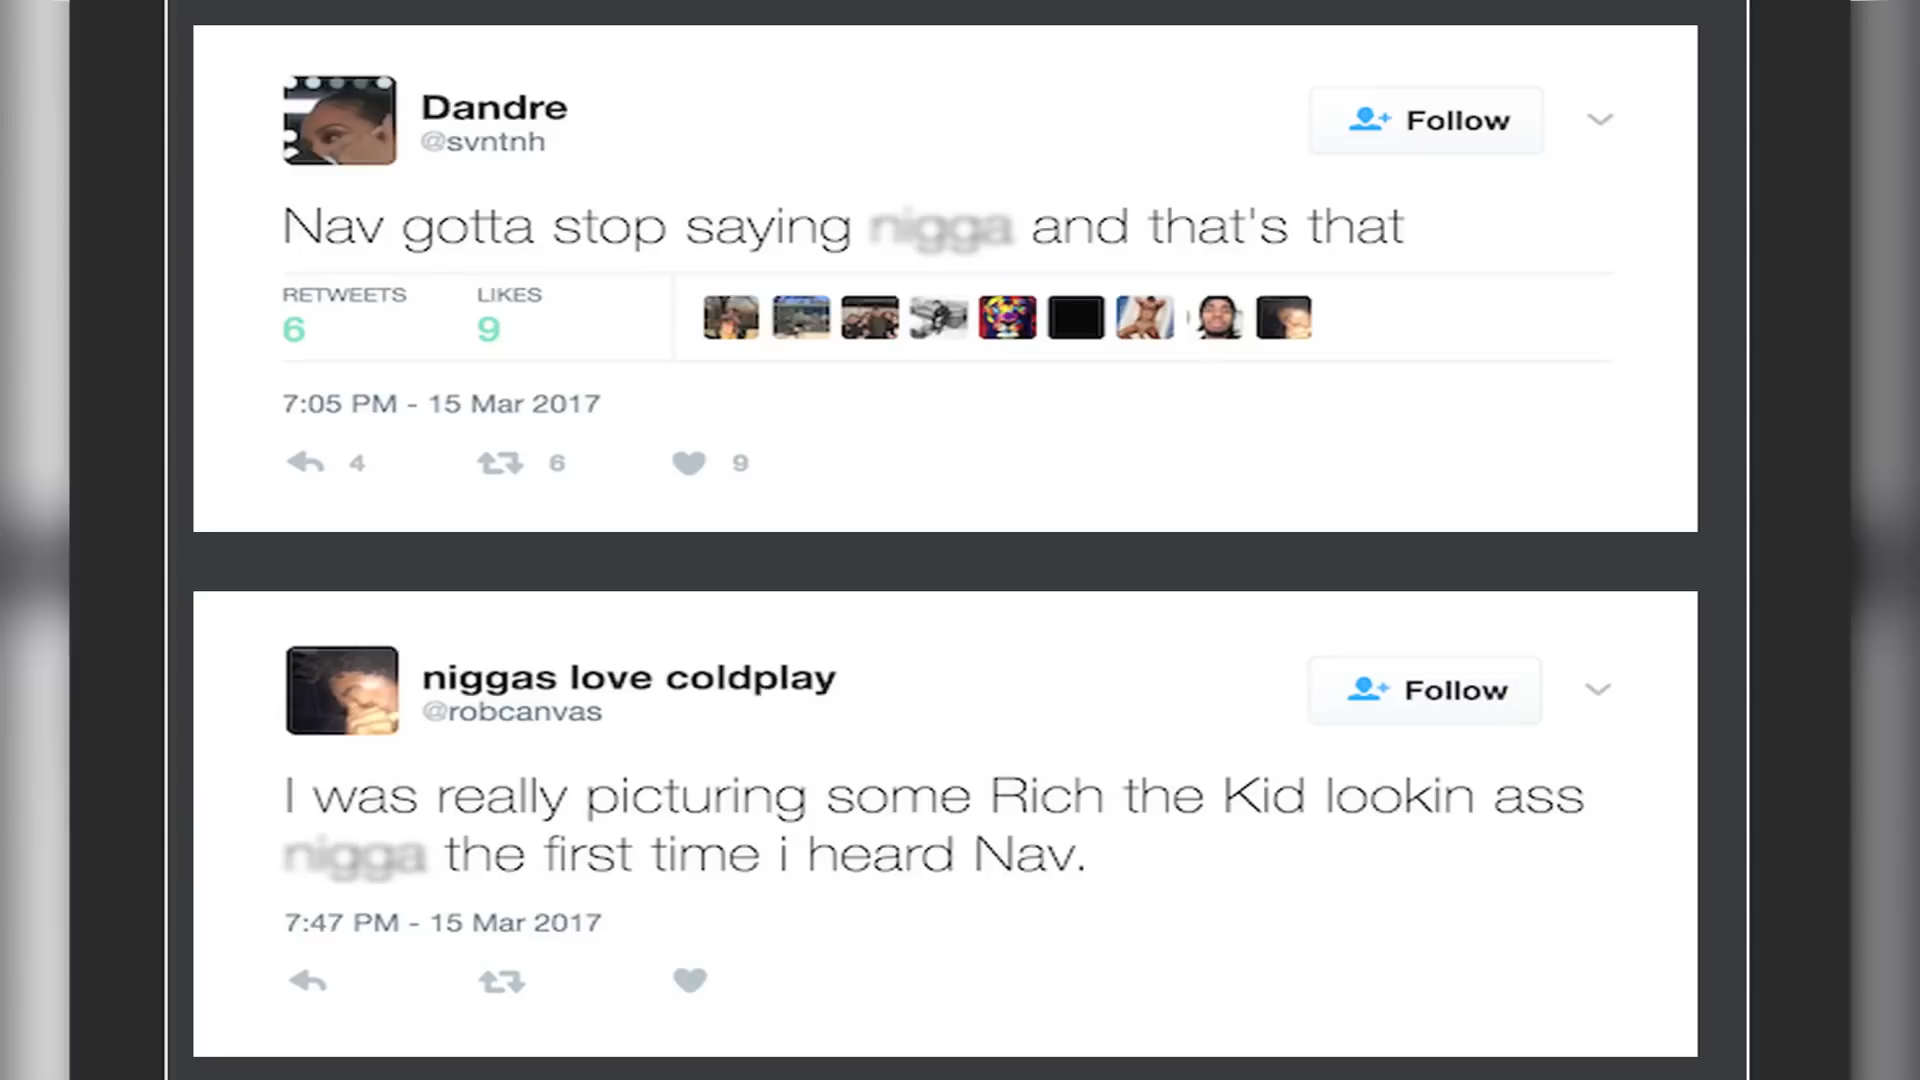 Dandre
@svntnh
Follow
Nav gotta stop saying nigga and that's that
RETWEETS LIKES
6 9
7:05 PM - 15 Mar 2017
4 6 9
niggas love coldplay
@robcanvas
Follow
I was really picturing some Rich the Kid lookin ass
nigga the first time i heard Nav.
7:47 PM - 15 Mar 2017